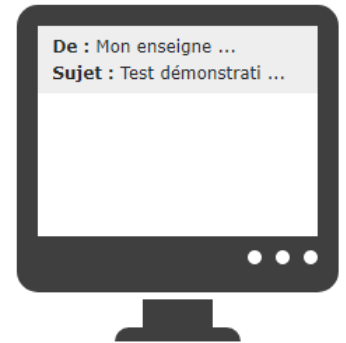 De : Mon enseigne ...
Sujet : Test démonstrati ...